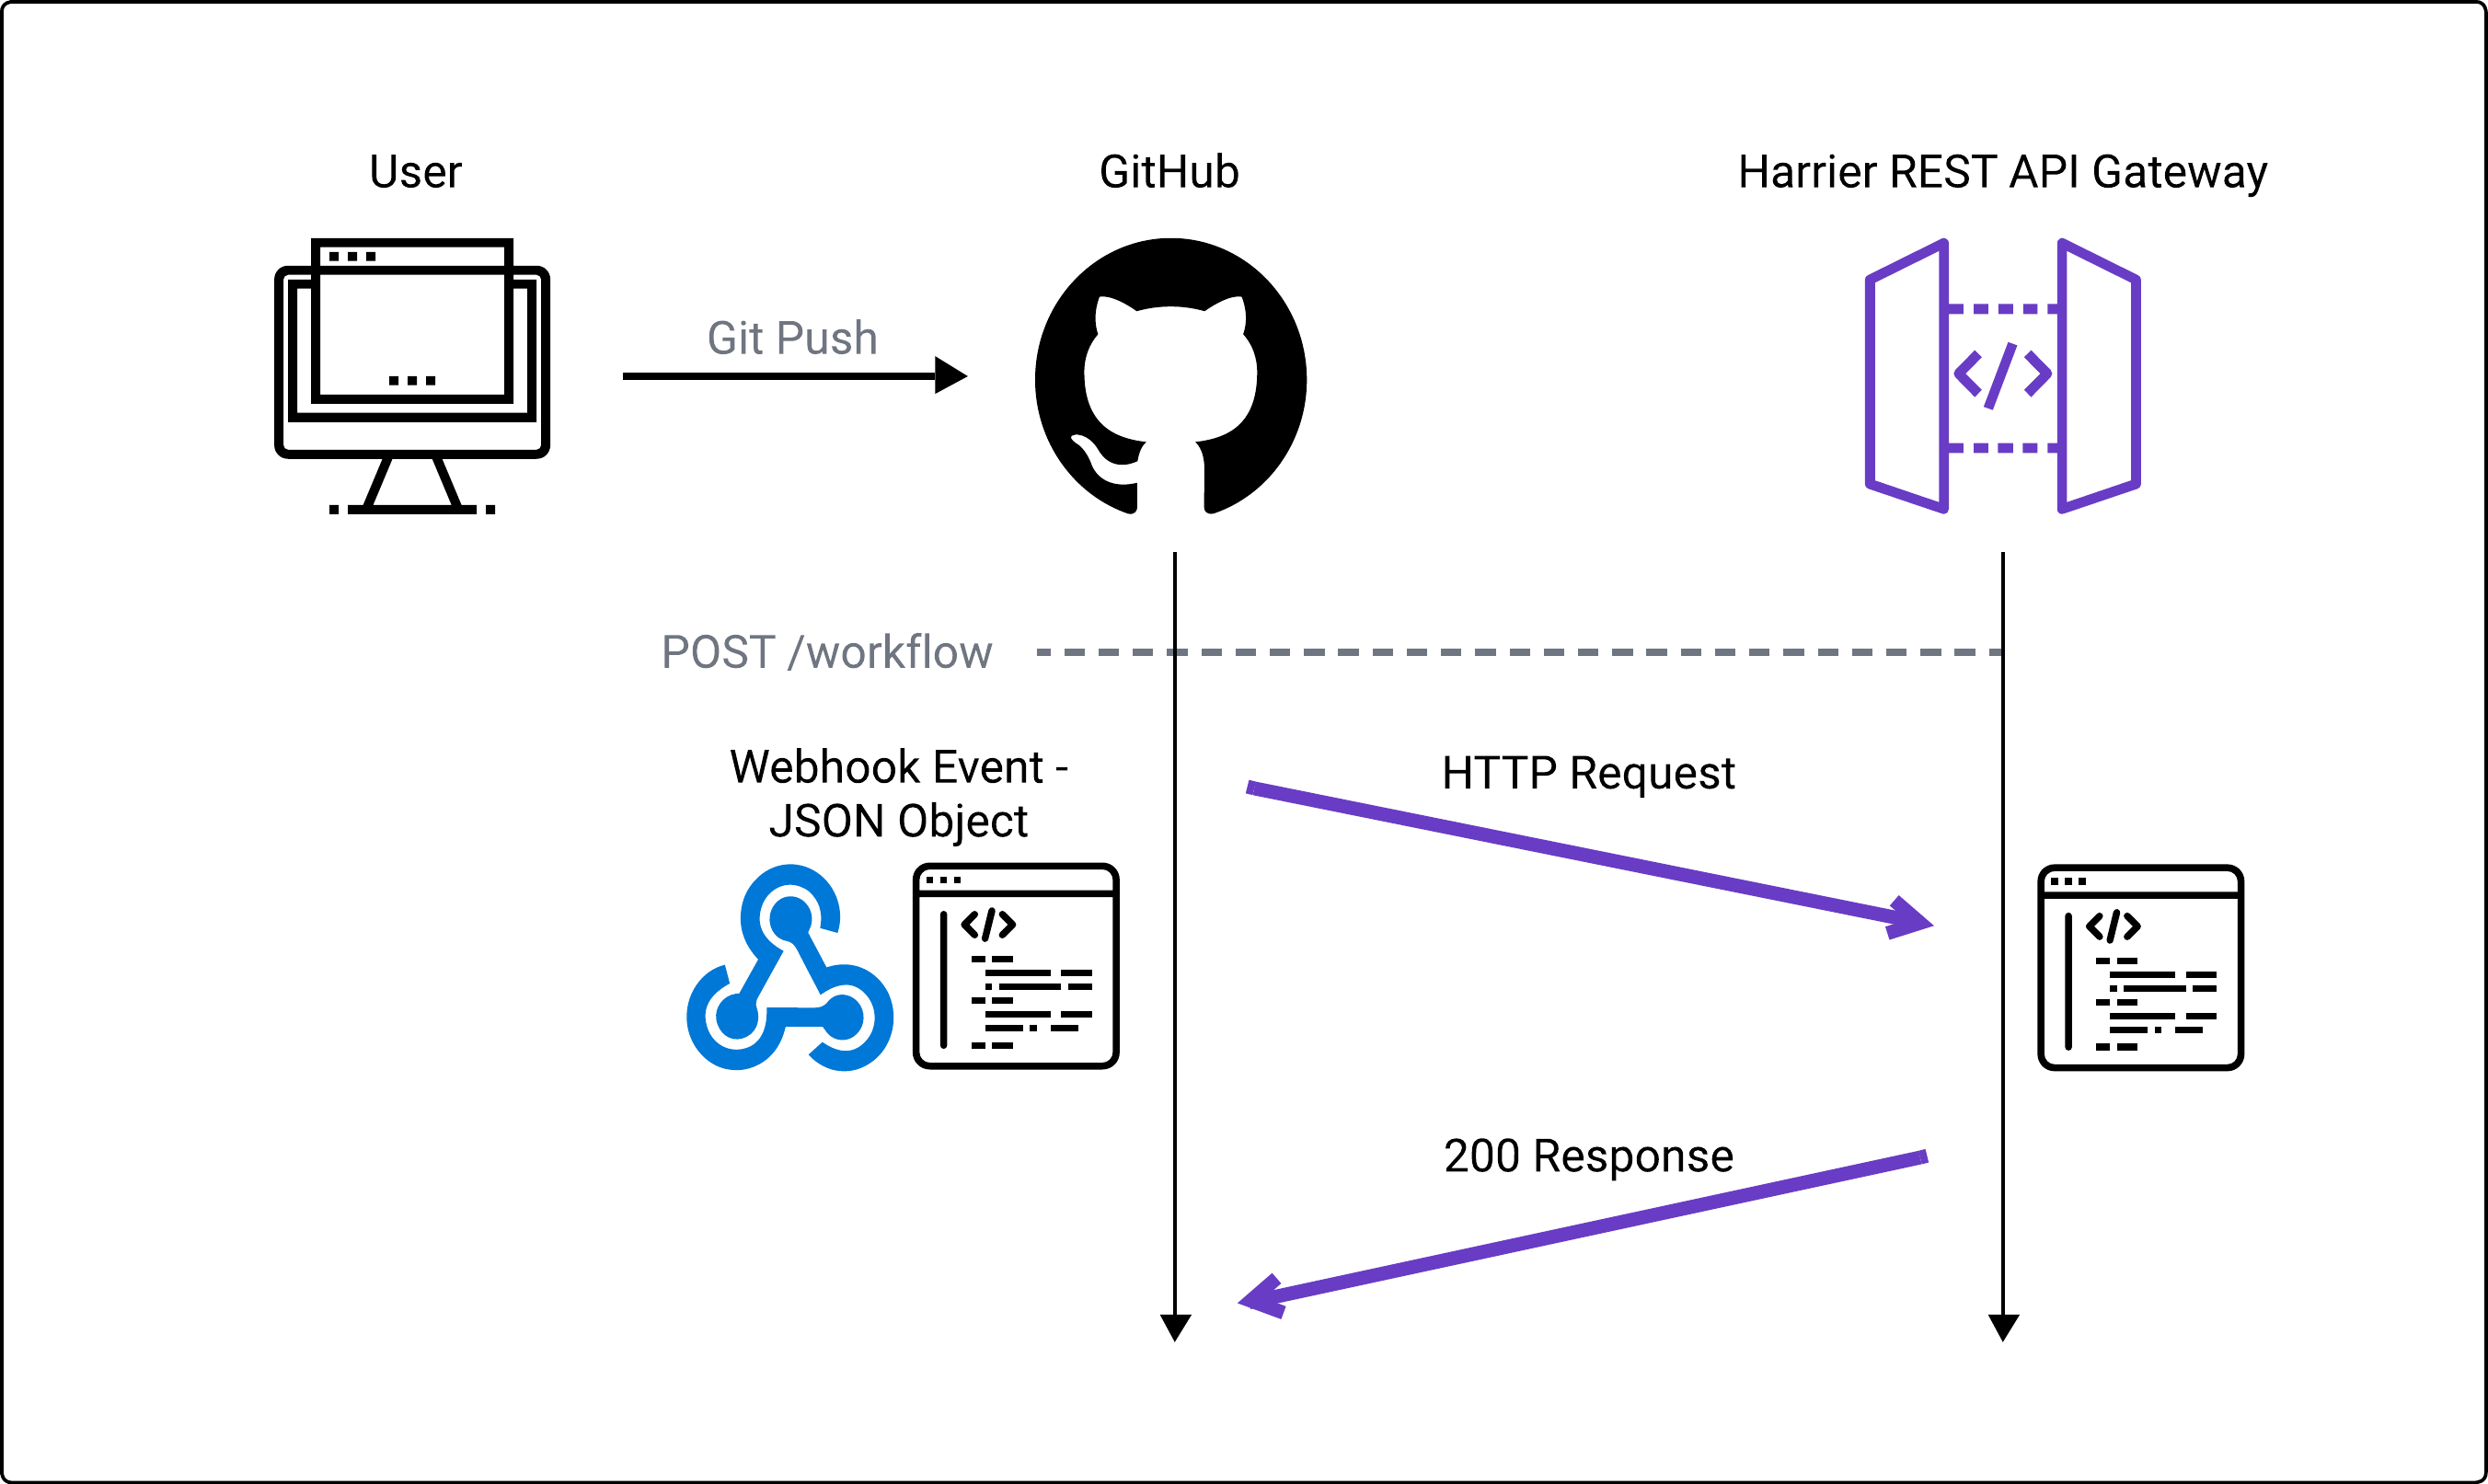 User
GitHub
Harrier REST API Gateway
Git Push
POST /workflow
Webhook Event -
JSON Object
HTTP Request
200 Response